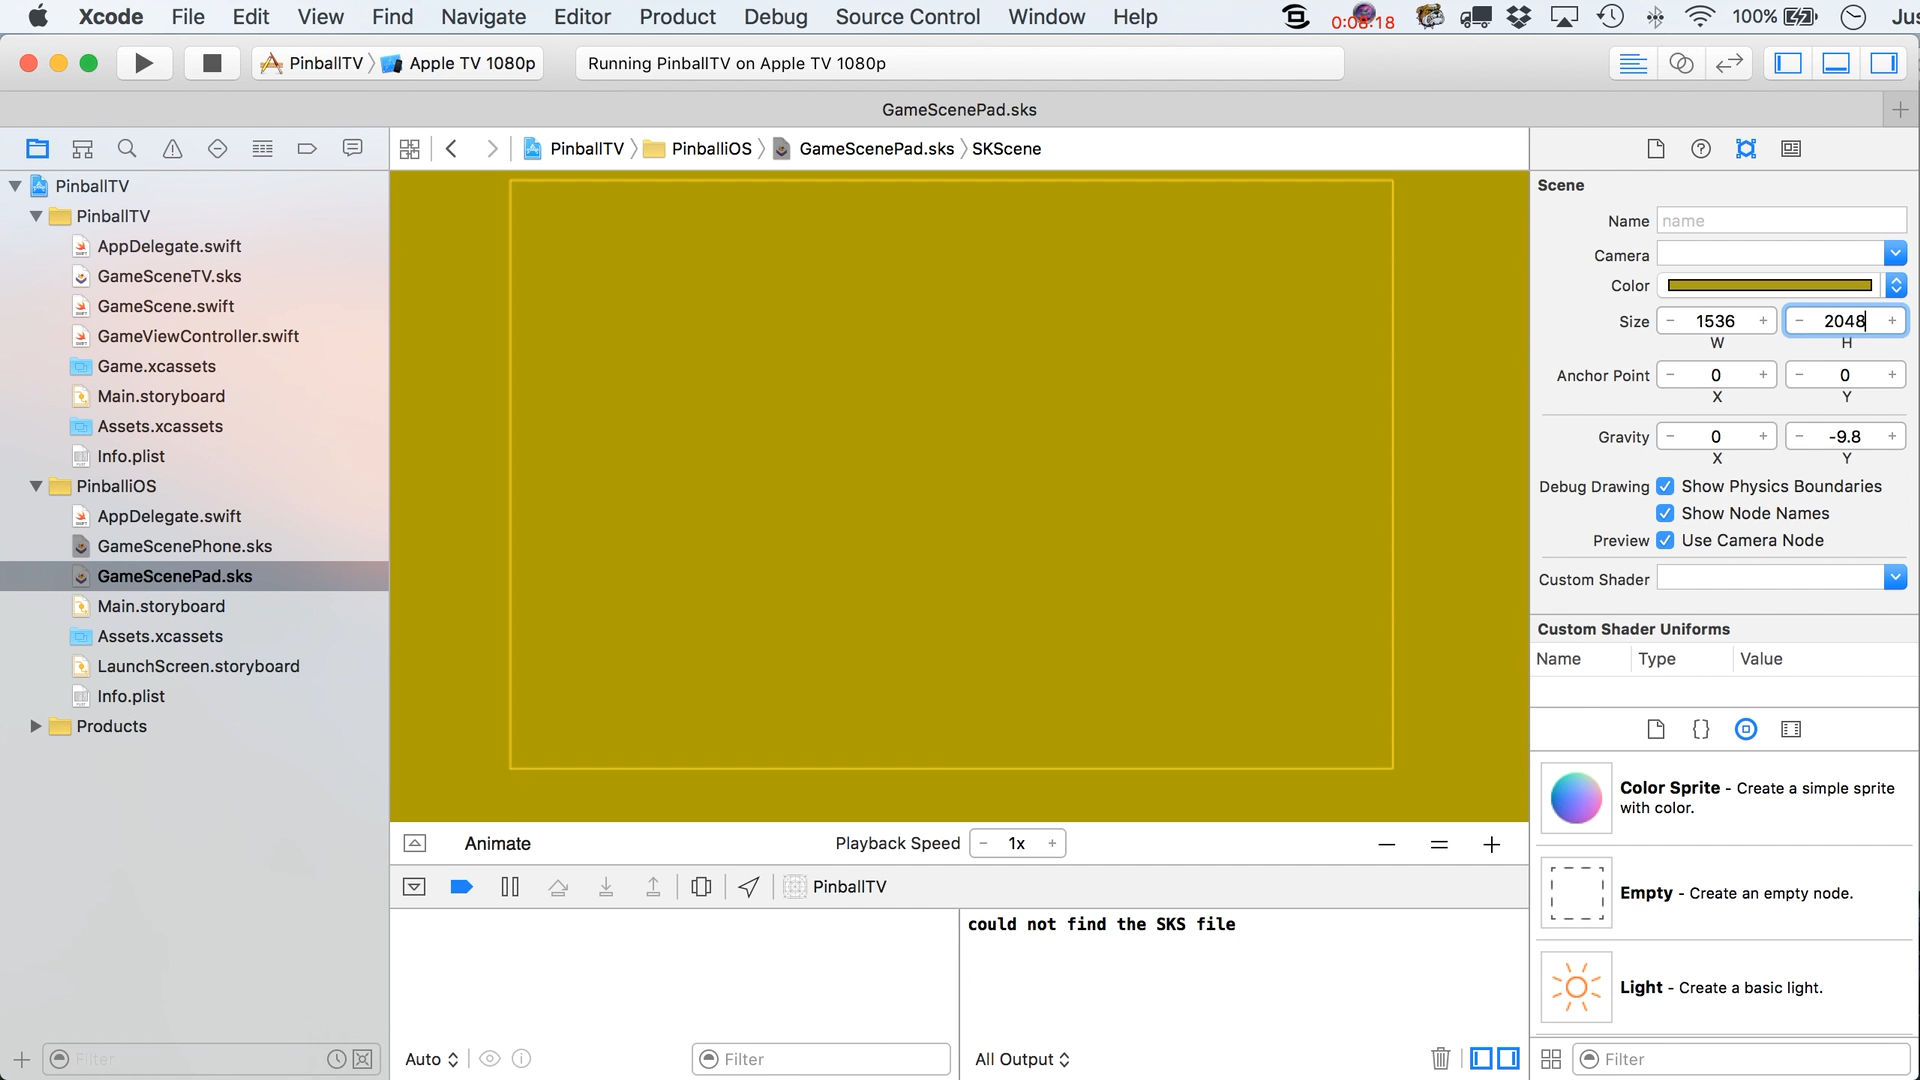 Xcode File Edit View Find Navigate Editor Product Debug Source Control Window Help 0:08:18 100% Jus
PinballTV Apple TV 1080p Running PinballTV on Apple TV 1080p
GameScenePad.sks
PinballTV PinballiOS GameScenePad.sks SKScene
PinballTV
PinballTV
AppDelegate.swift
GameSceneTV.sks
GameScene.swift
GameViewController.swift
Game.xcassets
Main.storyboard
Assets.xcassets
Info.plist
PinballiOS
AppDelegate.swift
GameScenePhone.sks
GameScenePad.sks
Main.storyboard
Assets.xcassets
LaunchScreen.storyboard
Info.plist
Products
Filter
Animate Playback Speed - 1x +
PinballTV
could not find the SKS file
Auto Filter
All Output
Scene
Name name
Camera
Color
Size - 1536 + - 2048 +
W H
Anchor Point - 0 + - 0 +
X Y
Gravity - 0 + - -9.8 +
X Y
Debug Drawing Show Physics Boundaries
Show Node Names
Preview Use Camera Node
Custom Shader
Custom Shader Uniforms
Name Type Value
Color Sprite - Create a simple sprite
with color.
Empty - Create an empty node.
Light - Create a basic light.
Filter